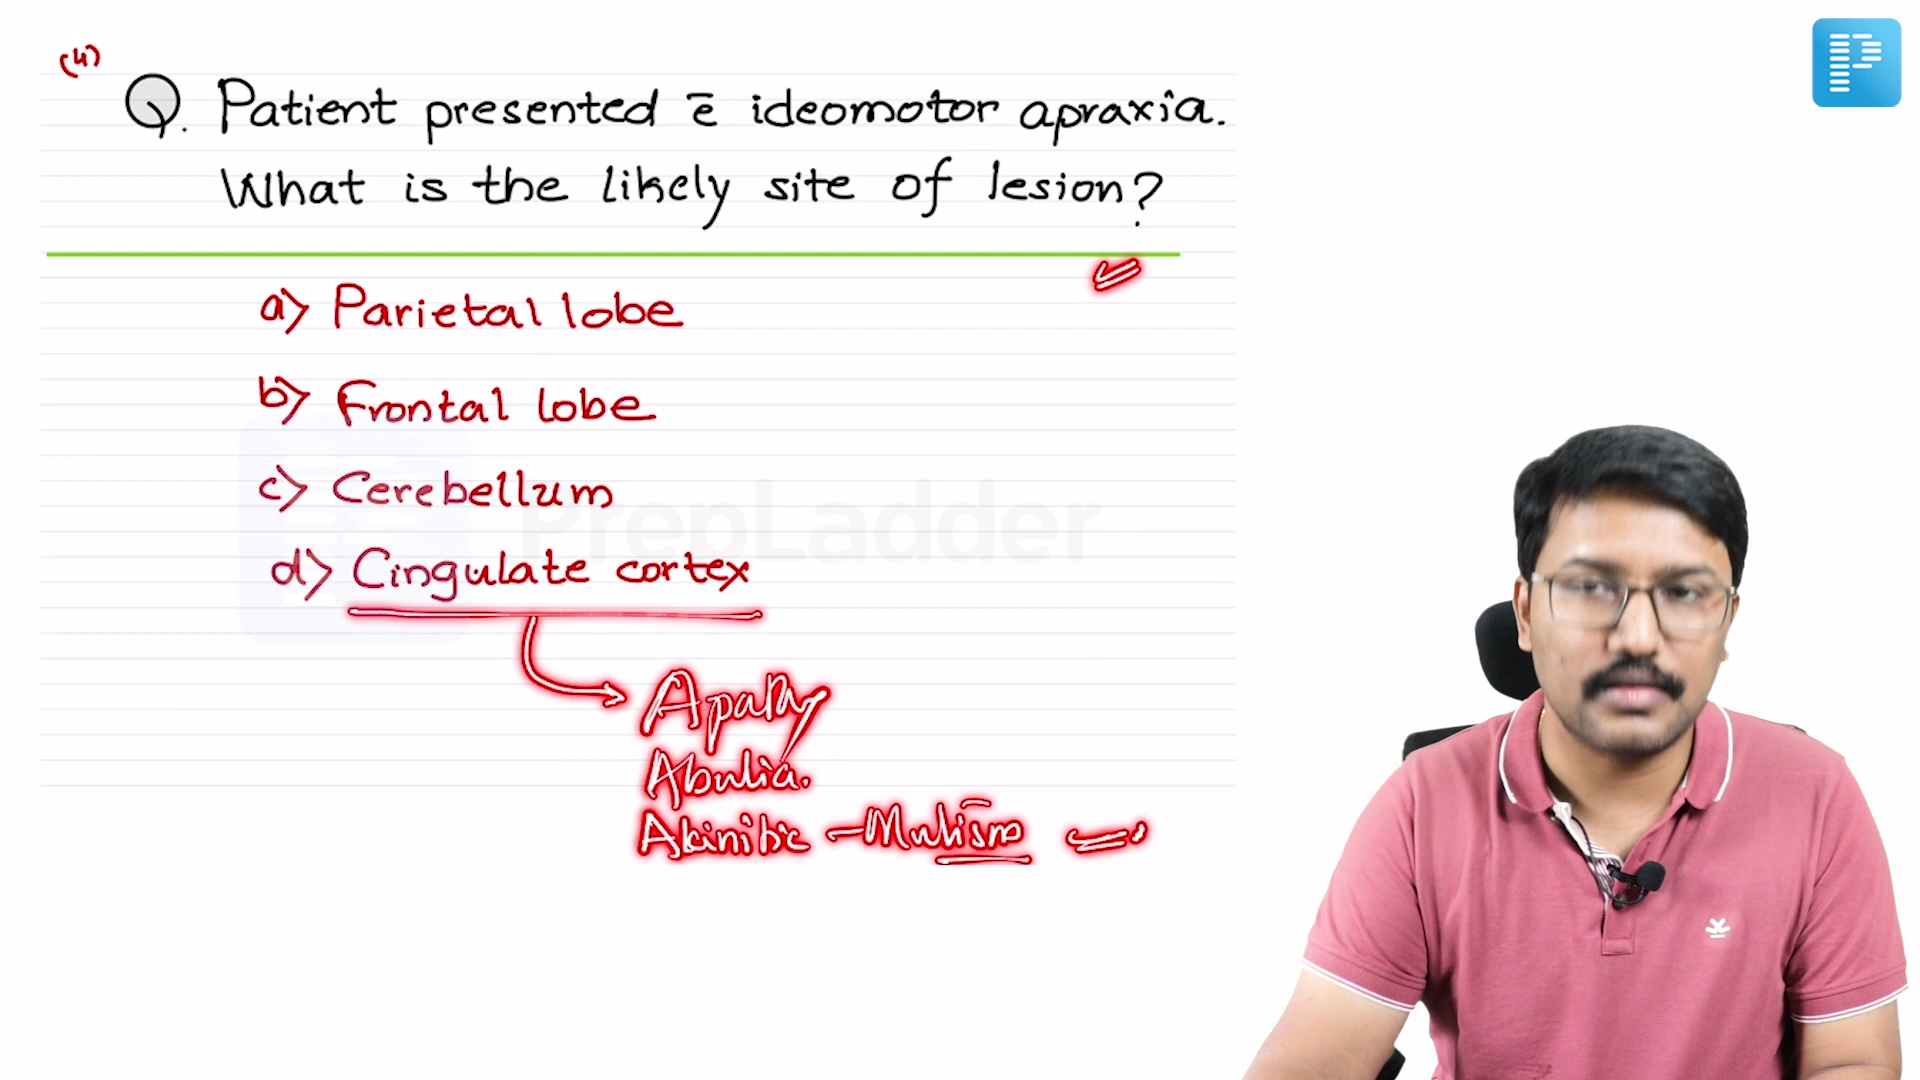 (4)
Q. Patient presented ē ideomotor apraxia.
What is the likely site of lesion?
a) Parietal lobe
b) Frontal lobe
c) Cerebellum
PrepLadder
d) Cingulate cortex
Apathy
Abulia.
Akinitic - Mutism